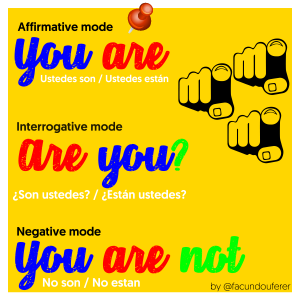 Affirmative mode
you are
Ustedes son / Ustedes están
Interrogative mode
are you?
¿Son ustedes? / ¿Están ustedes?
Negative mode
you are not
No son / No estan
by @facundouferer